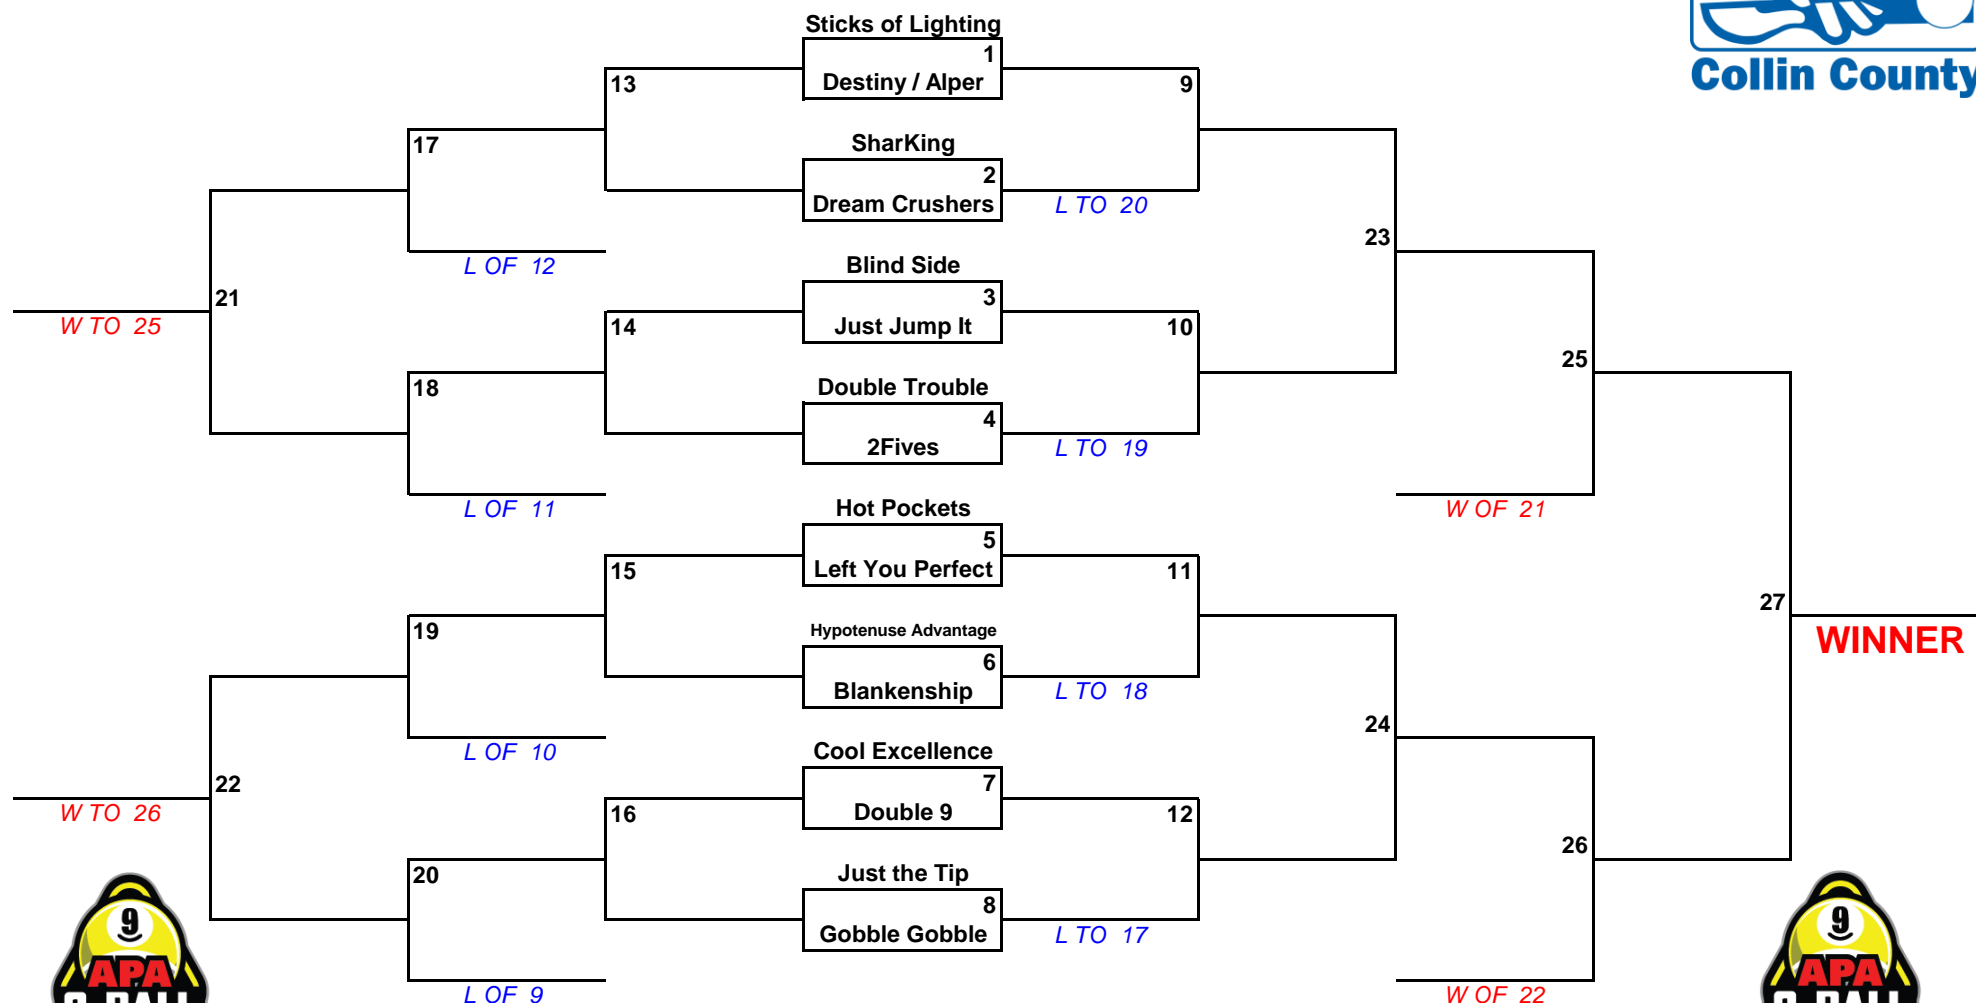 Sticks of Lighting
1
13
Destiny / Alper
9
Collin County
17
SharKing
2
Dream Crushers
L TO 20
23
L OF 12
Blind Side
21
3
W TO 25
14
Just Jump It
10
25
18
Double Trouble
4
2Fives
L TO 19
L OF 11
Hot Pockets
W OF 21
5
15
Left You Perfect
11
27
19
Hypotenuse Advantage
WINNER
6
Blankenship
L TO 18
24
L OF 10
Cool Excellence
22
7
W TO 26
16
Double 9
12
26
20
Just the Tip
8
9
9
Gobble Gobble
L TO 17
APA
APA
9-BALL
9-BALL
L OF 9
W OF 22